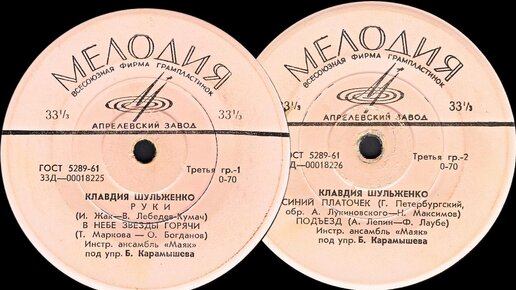 МЕЛОДИЯ
ВСЕСОЮЗНАЯ ФИРМА ГРАМПЛАСТИНОК
33⅓ 33⅓
АПРЕЛЕВСКИЙ ЗАВОД
ГОСТ 5289-61
33Д—00018225
Третья гр.-1
0-70
КЛАВДИЯ ШУЛЬЖЕНКО
РУКИ
(И. Жак—В. Лебедев-Кумач)
В НЕБЕ ЗВЕЗДЫ ГОРЯЧИ
(Т. Маркова — О. Богданов)
Инстр. ансамбль «Маяк»
под упр. Б. Карамышева
МЕЛОДИЯ
ВСЕСОЮЗНАЯ ФИРМА ГРАМПЛАСТИНОК
33⅓ 33⅓
АПРЕЛЕВСКИЙ ЗАВОД
ГОСТ 5289-61
33Д—00018226
Третья гр.-2
0-70
КЛАВДИЯ ШУЛЬЖЕНКО
СИНИЙ ПЛАТОЧЕК (Г. Петербургский,
обр. А. Лукиновского—Н. Максимов)
ПОДЪЕЗД (А. Лепин—Ф. Лаубе)
Инстр. ансамбль «Маяк»
под упр. Б. Карамышева